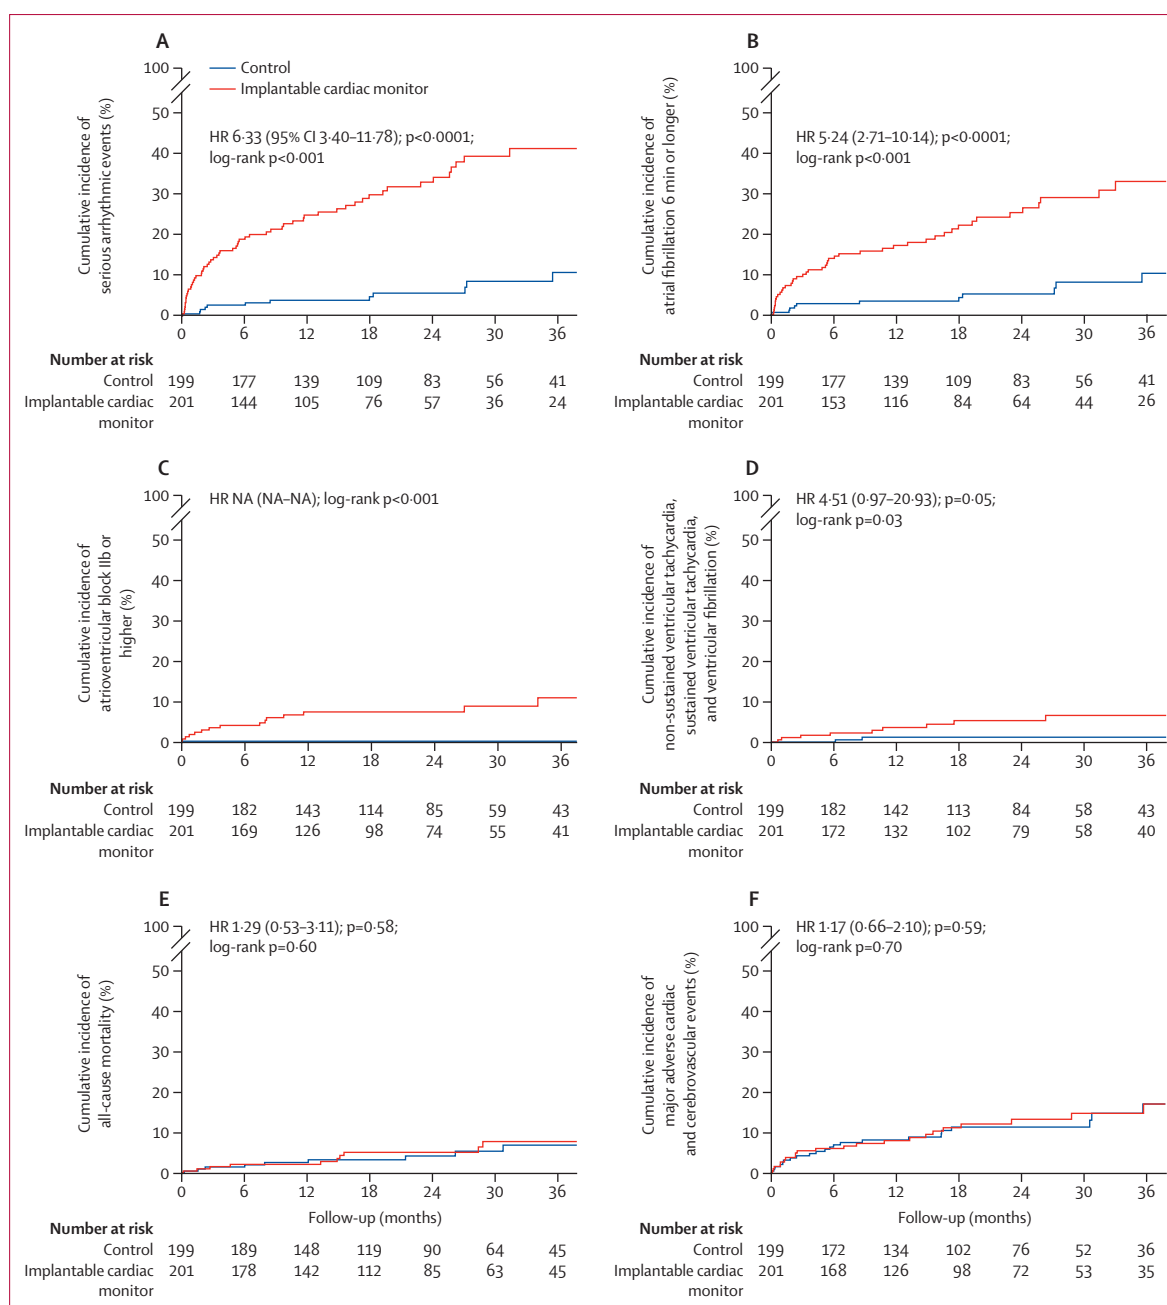 A
100
50
40
30
20
10
0
Cumulative incidence of
serious arrhythmic events (%)
Control
Implantable cardiac monitor
HR 6·33 (95% CI 3·40–11·78); p<0·0001;
log-rank p<0·001
0 6 12 18 24 30 36
Number at risk
Control 199 177 139 109 83 56 41
Implantable cardiac 201 144 105 76 57 36 24
monitor
B
100
50
40
30
20
10
0
Cumulative incidence of
atrial fibrillation 6 min or longer (%)
HR 5·24 (2·71–10·14); p<0·0001;
log-rank p<0·001
0 6 12 18 24 30 36
Number at risk
Control 199 177 139 109 83 56 41
Implantable cardiac 201 153 116 84 64 44 26
monitor
C
100
50
40
30
20
10
0
Cumulative incidence of
atrioventricular block IIb or
higher (%)
HR NA (NA–NA); log-rank p<0·001
0 6 12 18 24 30 36
Number at risk
Control 199 182 143 114 85 59 43
Implantable cardiac 201 169 126 98 74 55 41
monitor
D
100
50
40
30
20
10
0
Cumulative incidence of
non-sustained ventricular tachycardia,
sustained ventricular tachycardia,
and ventricular fibrillation (%)
HR 4·51 (0·97–20·93); p=0·05;
log-rank p=0·03
0 6 12 18 24 30 36
Number at risk
Control 199 182 142 113 84 58 43
Implantable cardiac 201 172 132 102 79 58 40
monitor
E
100
50
40
30
20
10
0
Cumulative incidence of
all-cause mortality (%)
HR 1·29 (0·53–3·11); p=0·58;
log-rank p=0·60
0 6 12 18 24 30 36
Follow-up (months)
Number at risk
Control 199 189 148 119 90 64 45
Implantable cardiac 201 178 142 112 85 63 45
monitor
F
100
50
40
30
20
10
0
Cumulative incidence of
major adverse cardiac
and cerebrovascular events (%)
HR 1·17 (0·66–2·10); p=0·59;
log-rank p=0·70
0 6 12 18 24 30 36
Follow-up (months)
Number at risk
Control 199 172 134 102 76 52 36
Implantable cardiac 201 168 126 98 72 53 35
monitor